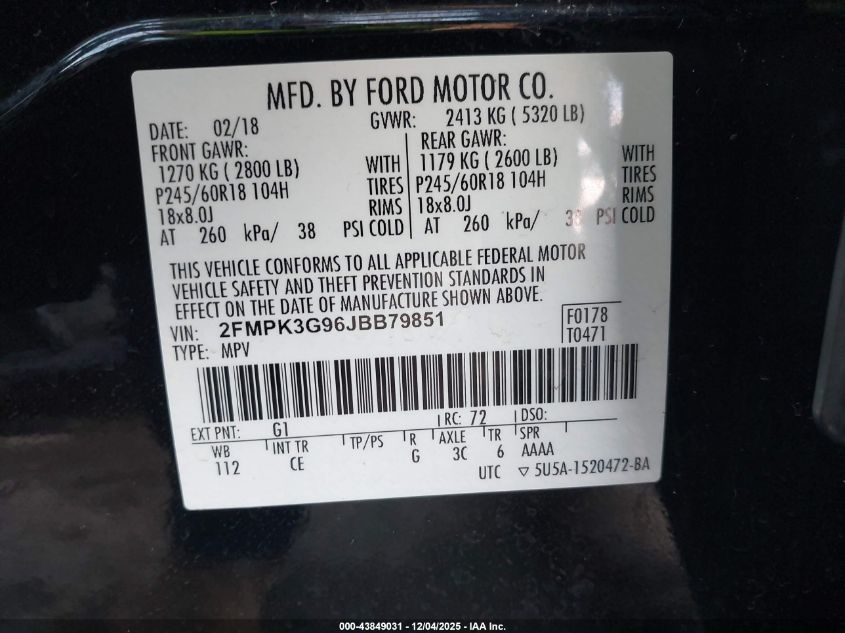 MFD. BY FORD MOTOR CO.
DATE: 02/18 GVWR: 2413 KG ( 5320 LB)
FRONT GAWR: REAR GAWR:
1270 KG ( 2800 LB) WITH 1179 KG ( 2600 LB) WITH
P245/60R18 104H TIRES P245/60R18 104H TIRES
18x8.0J RIMS 18x8.0J RIMS
AT 260 kPa/ 38 PSI COLD AT 260 kPa/ 38 PSI COLD
THIS VEHICLE CONFORMS TO ALL APPLICABLE FEDERAL MOTOR
VEHICLE SAFETY AND THEFT PREVENTION STANDARDS IN
EFFECT ON THE DATE OF MANUFACTURE SHOWN ABOVE.
VIN: 2FMPK3G96JBB79851 F0178
TYPE: MPV T0471
EXT PNT: G1 RC: 72 DSO:
WB INT TR TP/PS R AXLE TR SPR
112 CE G 3C 6 AAAA
UTC ▽ 5U5A-1520472-BA
000-43849031 - 12/04/2025 - IAA Inc.